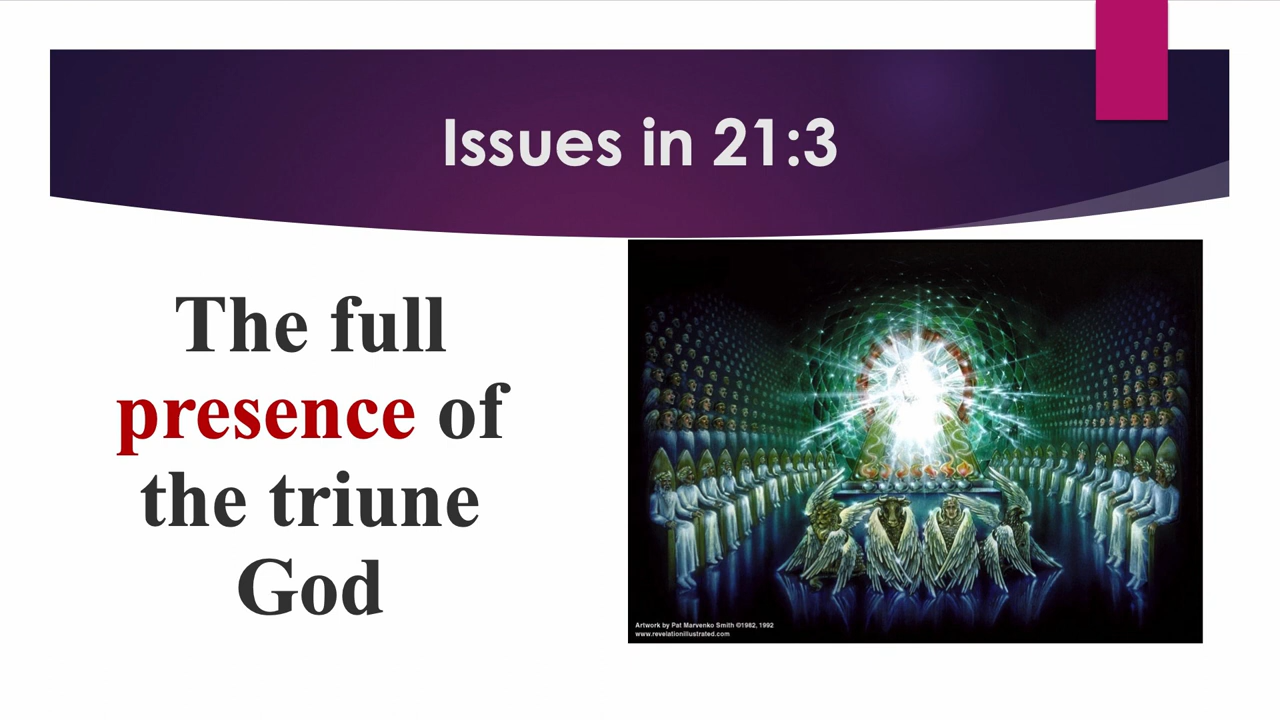 Issues in 21:3
The full
presence of
the triune
God
Artwork by Pat Marvenko Smith ©1982, 1992
www.revelationillustrated.com